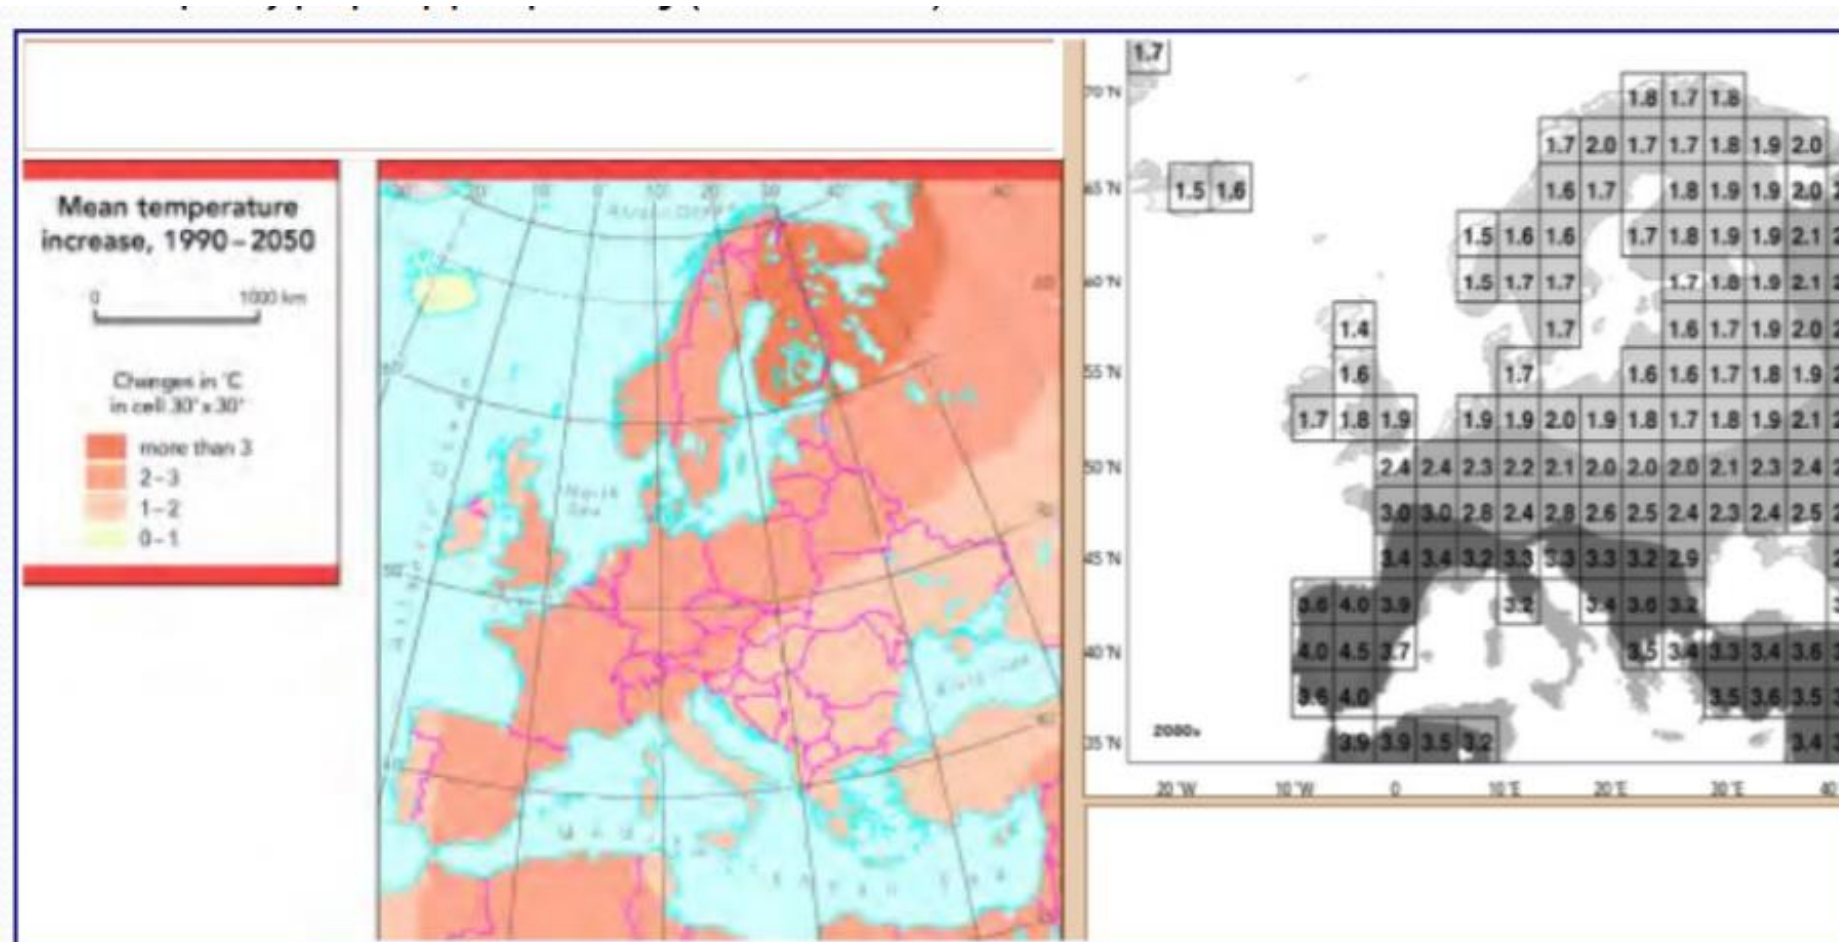 Mean temperature
increase, 1990–2050
0 1000 km
Changes in °C
in cell 30' x 30'
more than 3
2–3
1–2
0–1
North
Sea
1.7
70°N
1.8 1.7 1.8
1.7 2.0 1.7 1.7 1.8 1.9 2.0
65°N 1.5 1.6 1.6 1.7 1.8 1.9 1.9 2.0
1.5 1.6 1.6 1.7 1.8 1.9 1.9 2.1
60°N 1.5 1.7 1.7 1.7 1.8 1.9 2.1
1.4 1.7 1.6 1.7 1.9 2.0
55°N 1.6 1.7 1.6 1.6 1.7 1.8 1.9
1.7 1.8 1.9 1.9 1.9 2.0 1.9 1.8 1.7 1.8 1.9 2.1
50°N 2.4 2.4 2.3 2.2 2.1 2.0 2.0 2.0 2.1 2.3 2.4
3.0 3.0 2.8 2.4 2.8 2.6 2.5 2.4 2.3 2.4 2.5
45°N 3.4 3.4 3.2 3.3 3.3 3.3 3.2 2.9
3.6 4.0 3.9 3.2 3.4 3.6 3.2
40°N 4.0 4.5 3.7 3.5 3.4 3.3 3.4 3.6
3.6 4.0 3.5 3.6 3.5
2080s
35°N 3.9 3.9 3.5 3.2 3.4
20°W 10°W 0 10°E 20°E 30°E 40